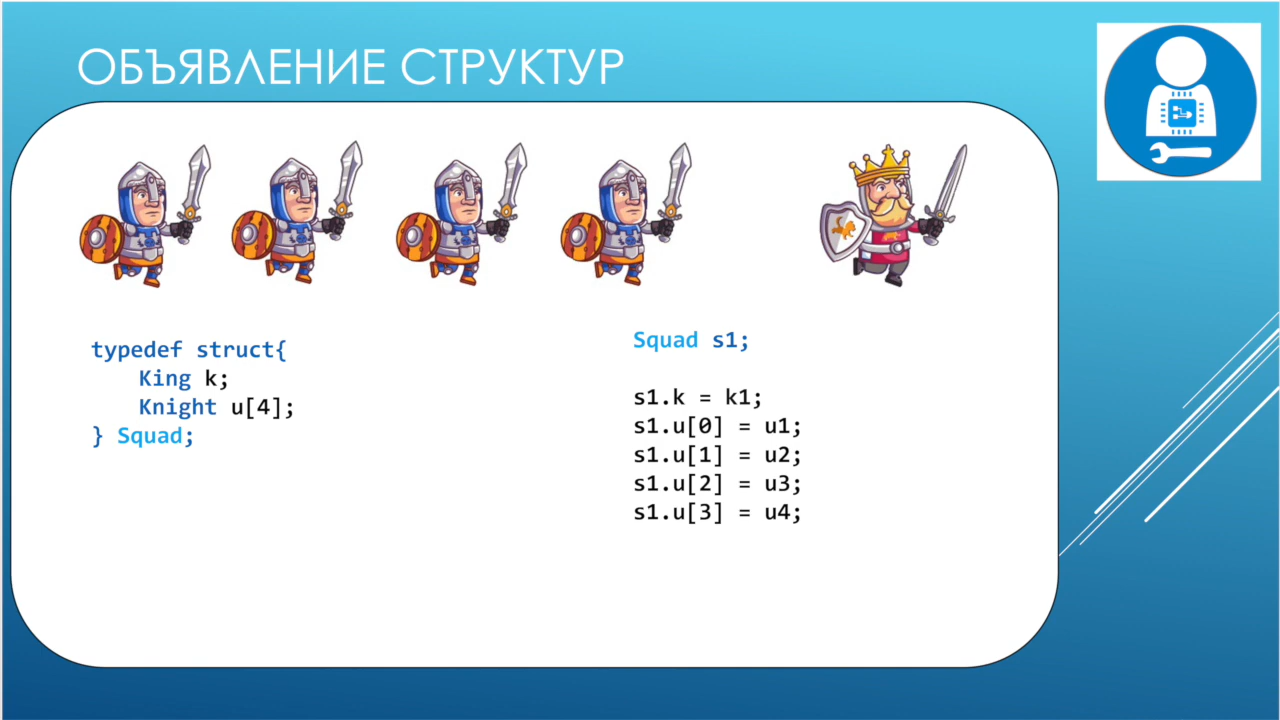 ОБЪЯВЛЕНИЕ СТРУКТУР
typedef struct{
King k;
Knight u[4];
} Squad;
Squad s1;
s1.k = k1;
s1.u[0] = u1;
s1.u[1] = u2;
s1.u[2] = u3;
s1.u[3] = u4;